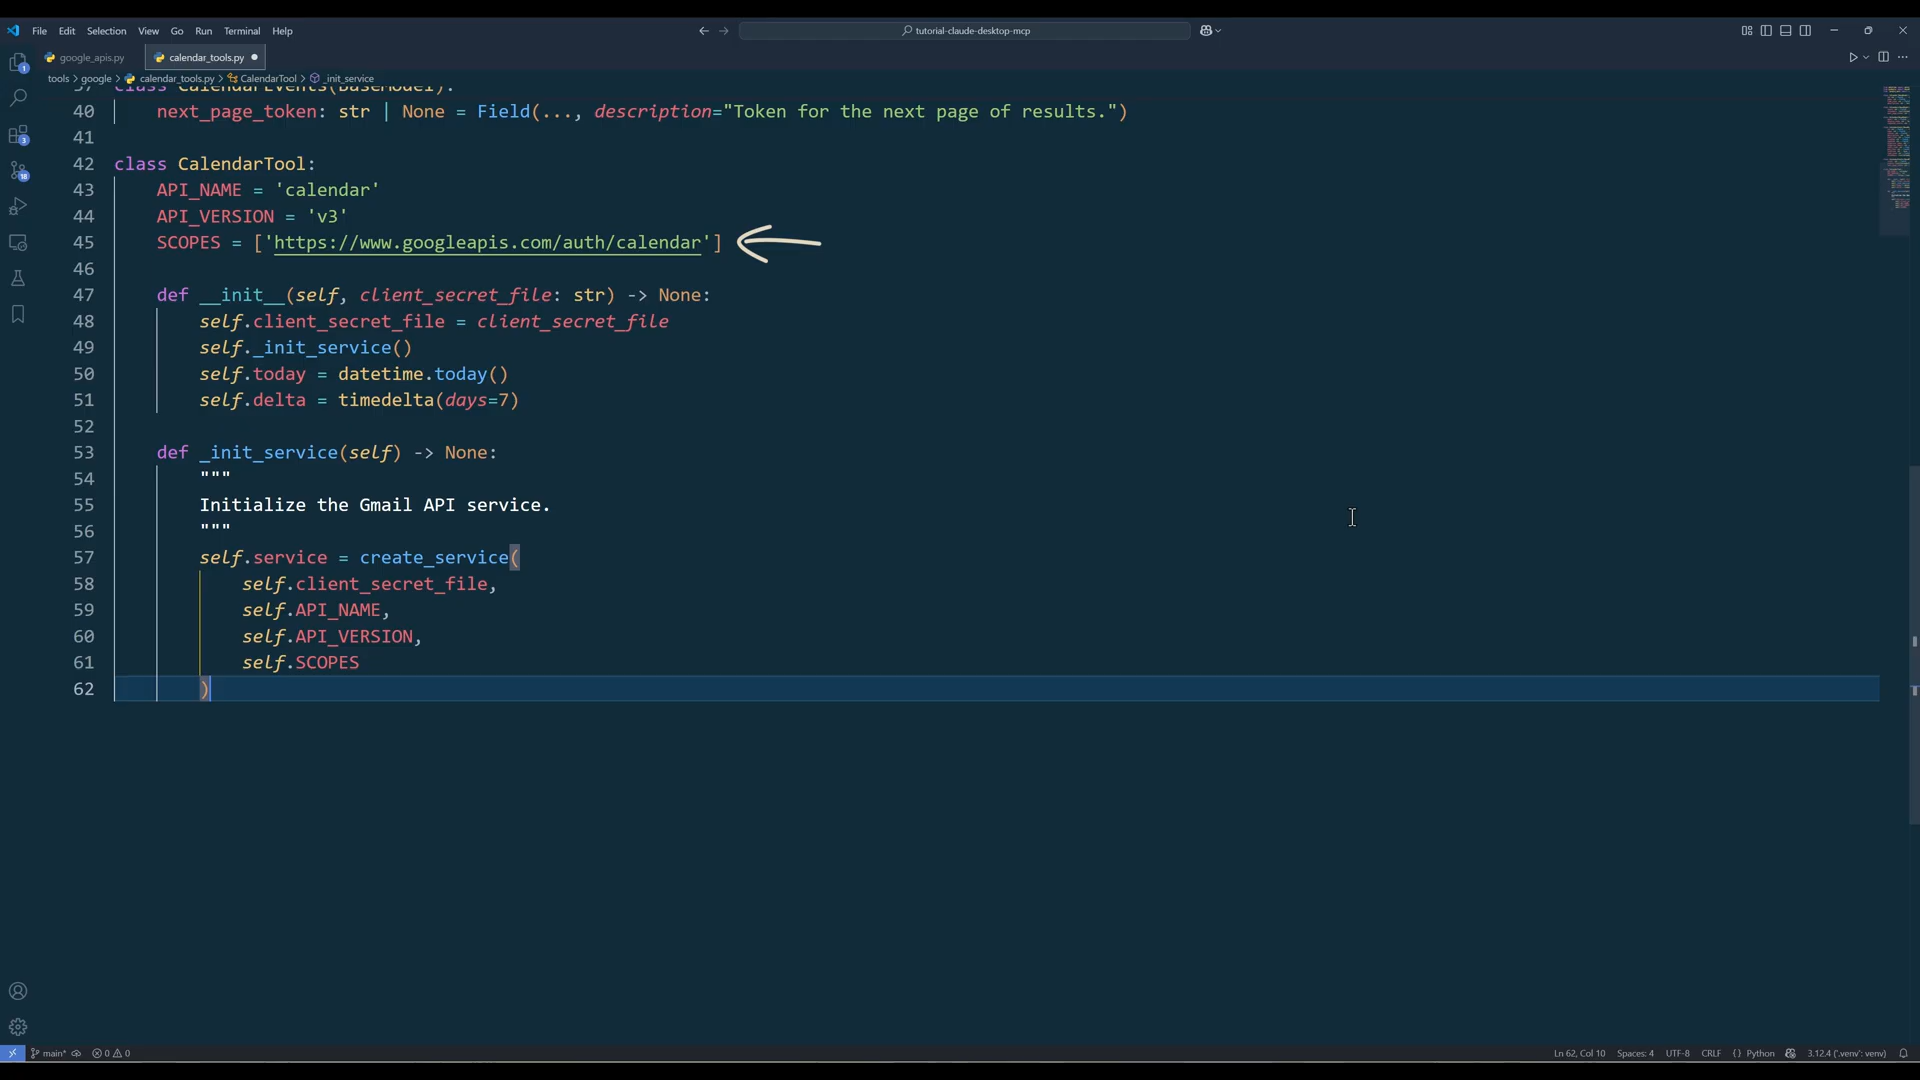 File Edit Selection View Go Run Terminal Help
tutorial-claude-desktop-mcp
google_apis.py
calendar_tools.py
tools > google > calendar_tools.py > CalendarTool > _init_service
37 class CalendarEvents(BaseModel):
40 next_page_token: str | None = Field(..., description="Token for the next page of results.")
41
42 class CalendarTool:
43 API_NAME = 'calendar'
44 API_VERSION = 'v3'
45 SCOPES = ['https://www.googleapis.com/auth/calendar']
46
47 def __init__(self, client_secret_file: str) -> None:
48 self.client_secret_file = client_secret_file
49 self._init_service()
50 self.today = datetime.today()
51 self.delta = timedelta(days=7)
52
53 def _init_service(self) -> None:
54 """
55 Initialize the Gmail API service.
56 """
57 self.service = create_service(
58 self.client_secret_file,
59 self.API_NAME,
60 self.API_VERSION,
61 self.SCOPES
62 )
1
3
18
main* 0 0 Ln 62, Col 10 Spaces: 4 UTF-8 CRLF {} Python 3.12.4 ('.venv': venv)